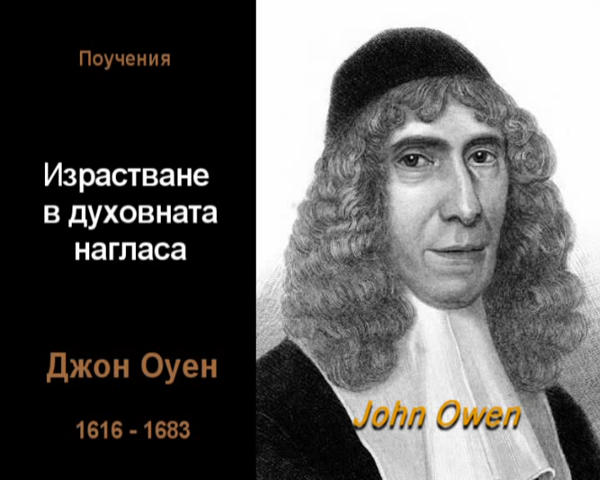 Поучения
Израстване
в духовната
нагласа
Джон Оуен
1616 - 1683
John Owen